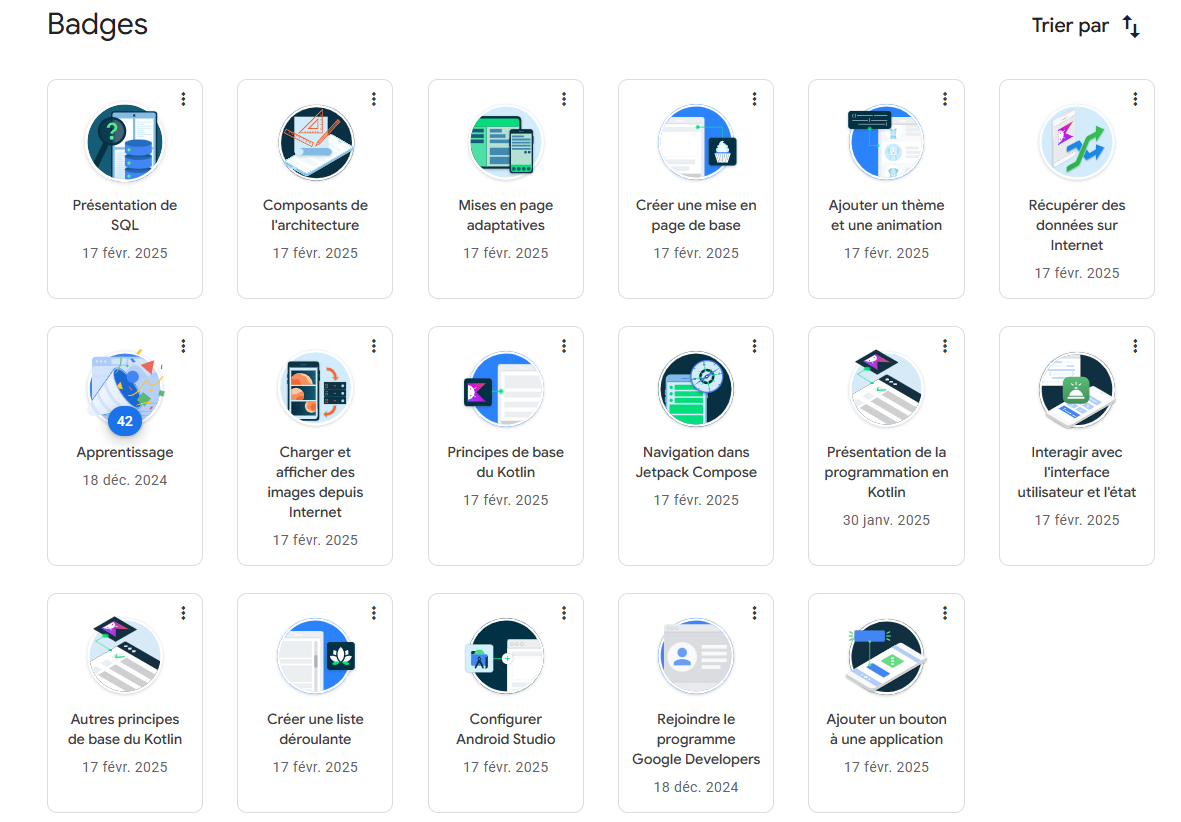 Badges
Trier par
Présentation de
SQL
17 févr. 2025
Composants de
l'architecture
17 févr. 2025
Mises en page
adaptatives
17 févr. 2025
Créer une mise en
page de base
17 févr. 2025
Ajouter un thème
et une animation
17 févr. 2025
Récupérer des
données sur
Internet
17 févr. 2025
42
Apprentissage
18 déc. 2024
Charger et
afficher des
images depuis
Internet
17 févr. 2025
Principes de base
du Kotlin
17 févr. 2025
Navigation dans
Jetpack Compose
17 févr. 2025
Présentation de la
programmation en
Kotlin
30 janv. 2025
Interagir avec
l'interface
utilisateur et l'état
17 févr. 2025
Autres principes
de base du Kotlin
17 févr. 2025
Créer une liste
déroulante
17 févr. 2025
Configurer
Android Studio
17 févr. 2025
Rejoindre le
programme
Google Developers
18 déc. 2024
Ajouter un bouton
à une application
17 févr. 2025